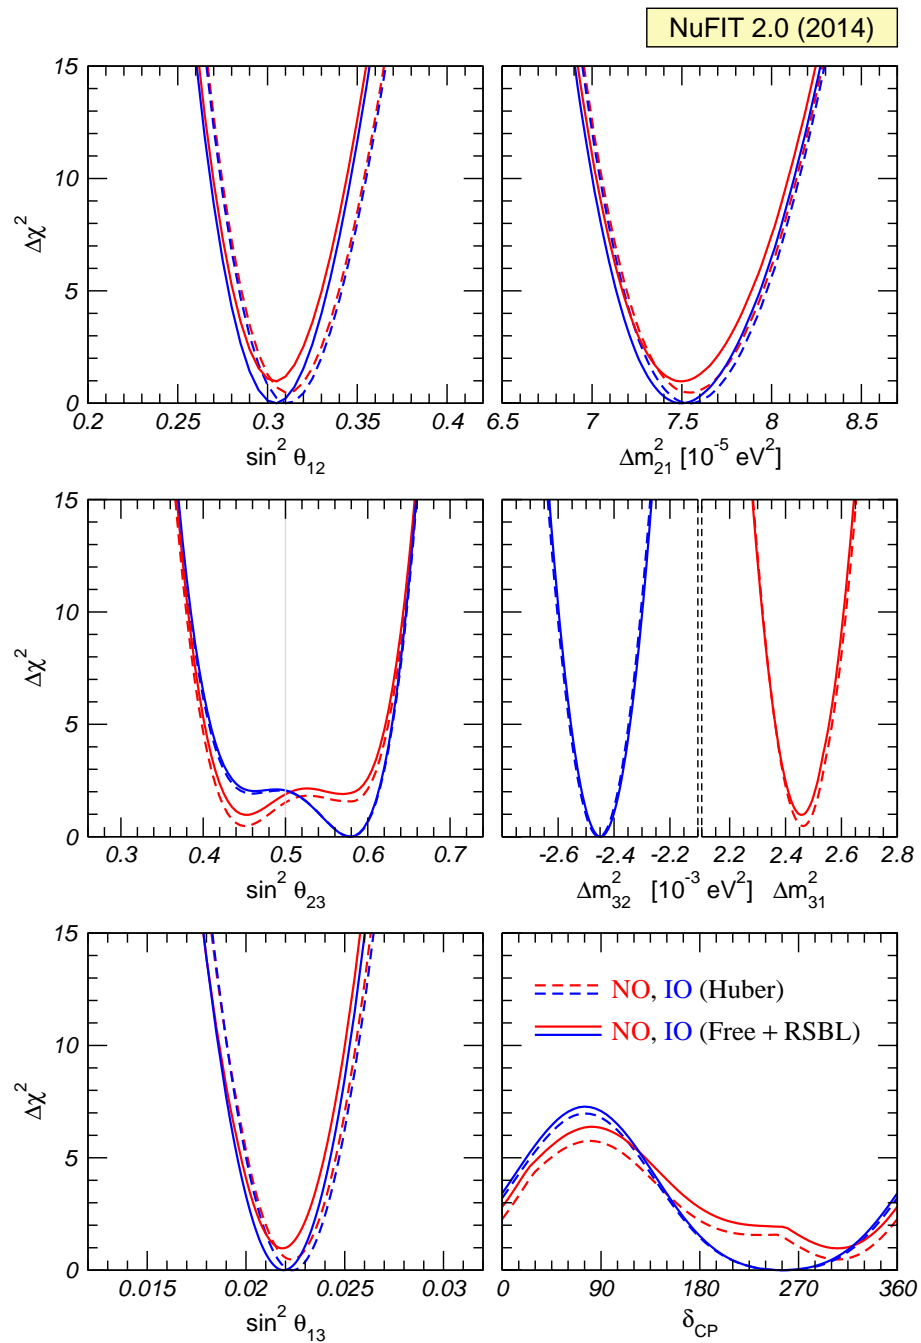 NuFIT 2.0 (2014)
15
10
5
0
Δχ²
0.2 0.25 0.3 0.35 0.4
sin² θ₁₂
6.5 7 7.5 8 8.5
Δm²₂₁ [10⁻⁵ eV²]
15
10
5
0
Δχ²
0.3 0.4 0.5 0.6 0.7
sin² θ₂₃
-2.6 -2.4 -2.2 2.2 2.4 2.6 2.8
Δm²₃₂ [10⁻³ eV²] Δm²₃₁
15
10
5
0
Δχ²
0.015 0.02 0.025 0.03
sin² θ₁₃
NO, IO (Huber)
NO, IO (Free + RSBL)
0 90 180 270 360
δ_CP